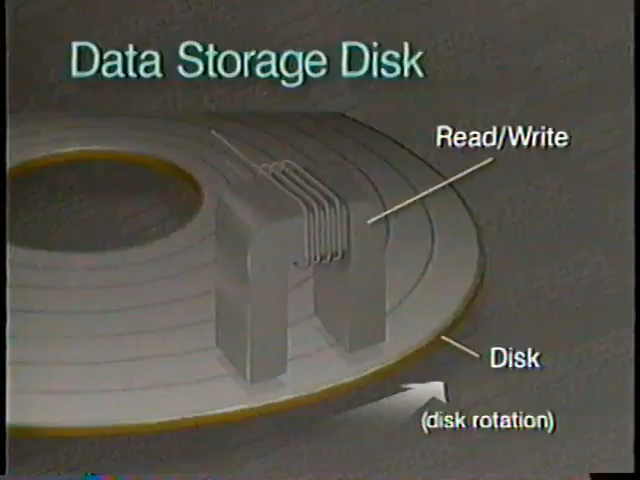 Data Storage Disk
Read/Write
Disk
(disk rotation)